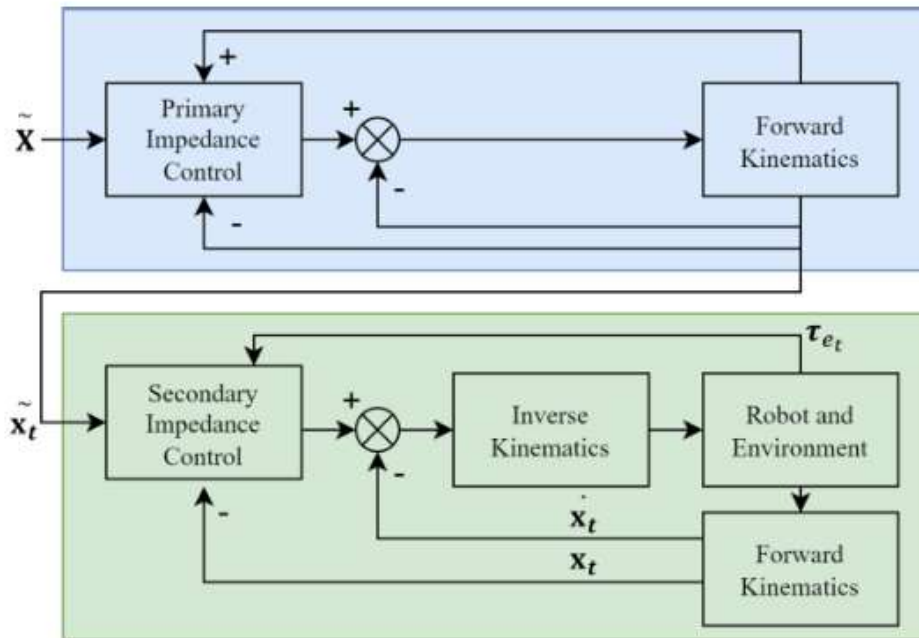 +
Primary
Impedance
Control
X̃
+
-
-
Forward
Kinematics
τ_{e_t}
Secondary
Impedance
Control
x̃_t
+
-
-
Inverse
Kinematics
Robot and
Environment
ẋ_t
x_t
Forward
Kinematics